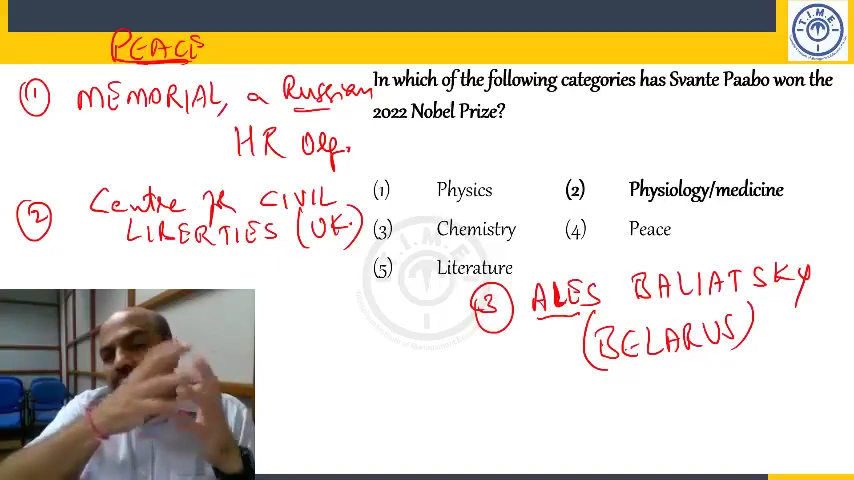 T.I.M.E.
PEACE
(1) MEMORIAL, a Russian
HR Org.
(2) Centre for CIVIL
LIBERTIES (UK.)
In which of the following categories has Svante Paabo won the
2022 Nobel Prize?
(1) Physics (2) Physiology/medicine
(3) Chemistry (4) Peace
(5) Literature
(3) ALES BALIATSKY
(BELARUS)